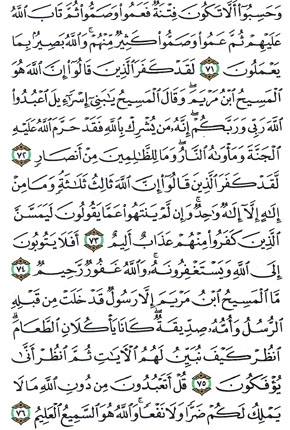 وَحَسِبُوٓا۟ أَلَّا تَكُونَ فِتْنَةٌ فَعَمُوا۟ وَصَمُّوا۟ ثُمَّ تَابَ ٱللَّهُ
عَلَيْهِمْ ثُمَّ عَمُوا۟ وَصَمُّوا۟ كَثِيرٌ مِّنْهُمْ ۚ وَٱللَّهُ بَصِيرٌۢ بِمَا
يَعْمَلُونَ ٧١ لَقَدْ كَفَرَ ٱلَّذِينَ قَالُوٓا۟ إِنَّ ٱللَّهَ هُوَ
ٱلْمَسِيحُ ٱبْنُ مَرْيَمَ ۖ وَقَالَ ٱلْمَسِيحُ يَٰبَنِىٓ إِسْرَٰٓءِيلَ ٱعْبُدُوا۟
ٱللَّهَ رَبِّى وَرَبَّكُمْ ۖ إِنَّهُۥ مَن يُشْرِكْ بِٱللَّهِ فَقَدْ حَرَّمَ ٱللَّهُ عَلَيْهِ
ٱلْجَنَّةَ وَمَأْوَىٰهُ ٱلنَّارُ ۖ وَمَا لِلظَّٰلِمِينَ مِنْ أَنصَارٍ ٧٢
لَّقَدْ كَفَرَ ٱلَّذِينَ قَالُوٓا۟ إِنَّ ٱللَّهَ ثَالِثُ ثَلَٰثَةٍ ۘ وَمَا مِنْ
إِلَٰهٍ إِلَّآ إِلَٰهٌ وَٰحِدٌ ۚ وَإِن لَّمْ يَنتَهُوا۟ عَمَّا يَقُولُونَ لَيَمَسَّنَّ
ٱلَّذِينَ كَفَرُوا۟ مِنْهُمْ عَذَابٌ أَلِيمٌ ٧٣ أَفَلَا يَتُوبُونَ
إِلَى ٱللَّهِ وَيَسْتَغْفِرُونَهُۥ ۚ وَٱللَّهُ غَفُورٌ رَّحِيمٌ ٧٤
مَّا ٱلْمَسِيحُ ٱبْنُ مَرْيَمَ إِلَّا رَسُولٌ قَدْ خَلَتْ مِن قَبْلِهِ
ٱلرُّسُلُ وَأُمُّهُۥ صِدِّيقَةٌ ۖ كَانَا يَأْكُلَانِ ٱلطَّعَامَ ۗ
ٱنظُرْ كَيْفَ نُبَيِّنُ لَهُمُ ٱلْءَايَٰتِ ثُمَّ ٱنظُرْ أَنَّىٰ
يُؤْفَكُونَ ٧٥ قُلْ أَتَعْبُدُونَ مِن دُونِ ٱللَّهِ مَا لَا
يَمْلِكُ لَكُمْ ضَرًّا وَلَا نَفْعًا ۚ وَٱللَّهُ هُوَ ٱلسَّمِيعُ ٱلْعَلِيمُ ٧٦